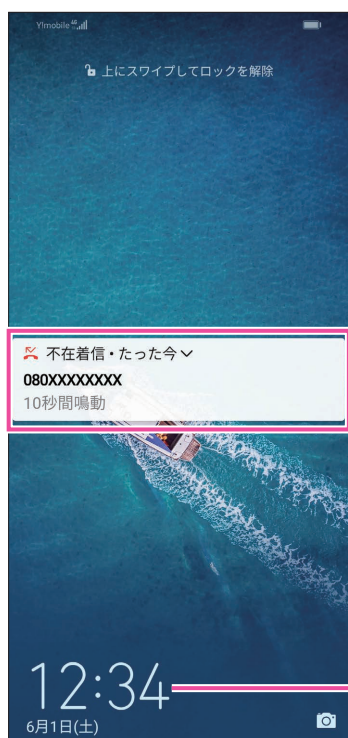 Y!mobile 4G
上にスワイプしてロックを解除
不在着信・たった今
080XXXXXXXX
10秒間鳴動
12:34
6月1日(土)